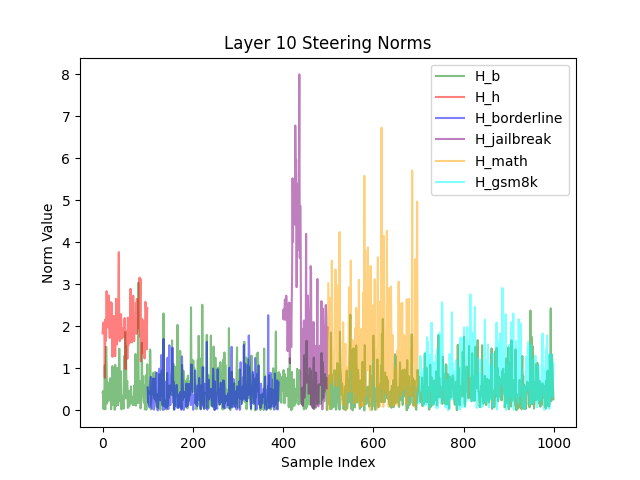 Layer 10 Steering Norms
H_b
H_h
H_borderline
H_jailbreak
H_math
H_gsm8k
8
7
6
5
4
3
2
1
0
Norm Value
0 200 400 600 800 1000
Sample Index